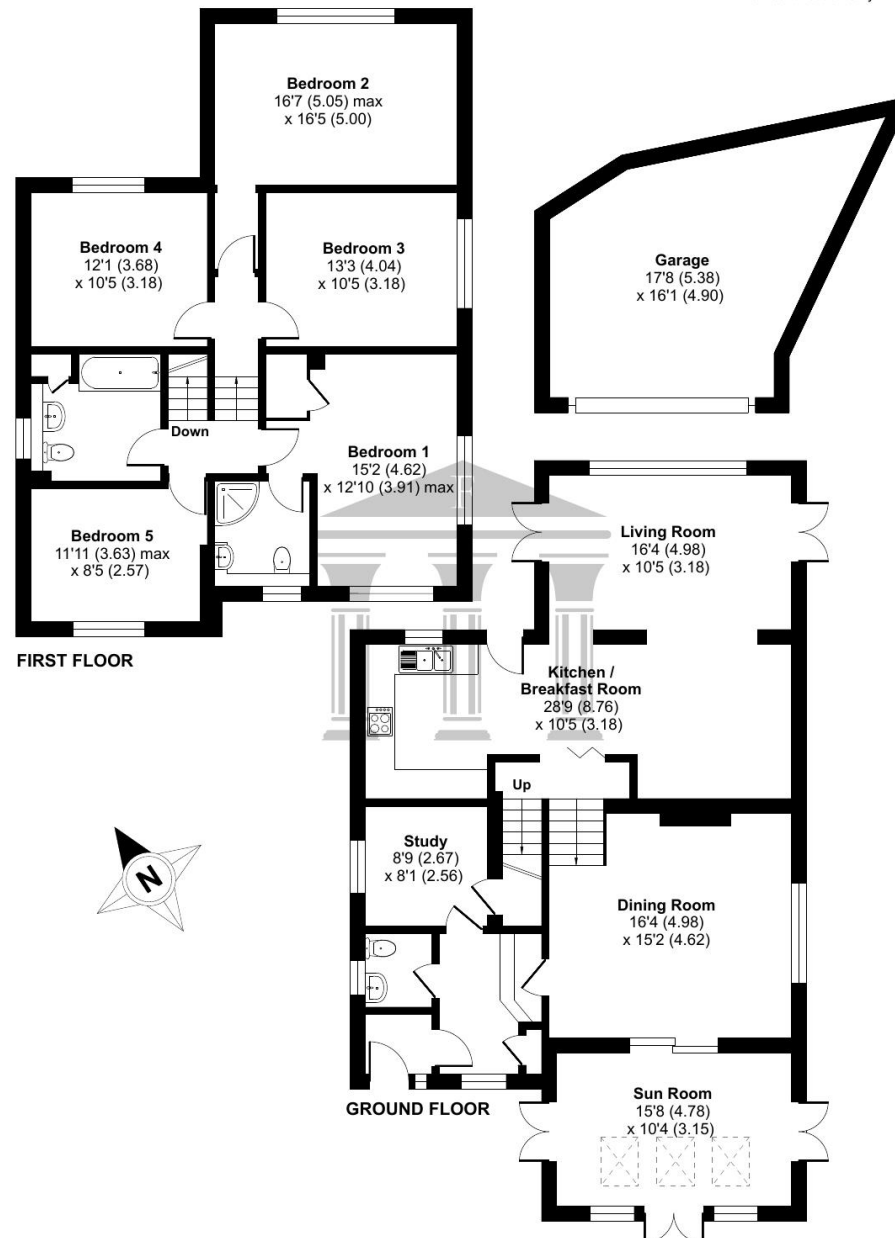 Bedroom 2
16'7 (5.05) max
x 16'5 (5.00)
Bedroom 4
12'1 (3.68)
x 10'5 (3.18)
Bedroom 3
13'3 (4.04)
x 10'5 (3.18)
Garage
17'8 (5.38)
x 16'1 (4.90)
Down
Bedroom 1
15'2 (4.62)
x 12'10 (3.91) max
Bedroom 5
11'11 (3.63) max
x 8'5 (2.57)
FIRST FLOOR
F
Living Room
16'4 (4.98)
x 10'5 (3.18)
Kitchen /
Breakfast Room
28'9 (8.76)
x 10'5 (3.18)
Up
Study
8'9 (2.67)
x 8'1 (2.56)
N
Dining Room
16'4 (4.98)
x 15'2 (4.62)
GROUND FLOOR
Sun Room
15'8 (4.78)
x 10'4 (3.15)